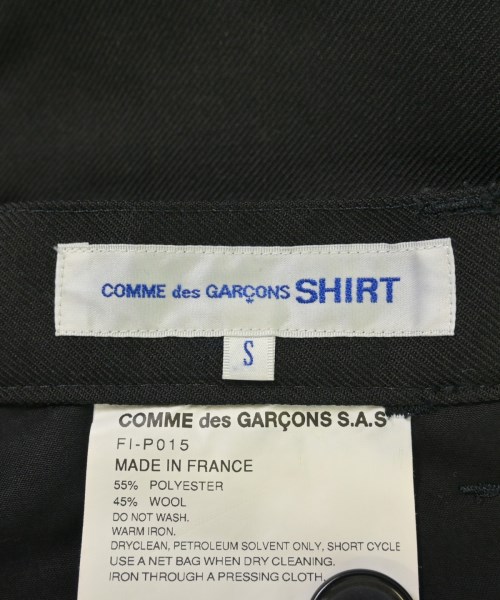 COMME des GARÇONS SHIRT
S
COMME des GARÇONS S.A.S
FI-P015
MADE IN FRANCE
55% POLYESTER
45% WOOL
DO NOT WASH.
WARM IRON.
DRYCLEAN, PETROLEUM SOLVENT ONLY, SHORT CYCLE
USE A NET BAG WHEN DRY CLEANING.
IRON THROUGH A PRESSING CLOTH.